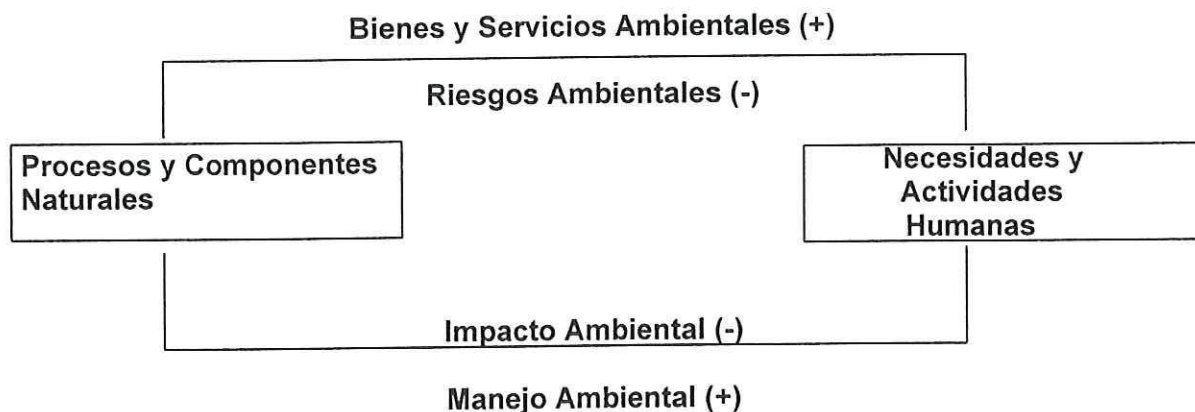 Bienes y Servicios Ambientales (+)
Riesgos Ambientales (-)
Procesos y Componentes
Naturales
Necesidades y
Actividades
Humanas
Impacto Ambiental (-)
Manejo Ambiental (+)